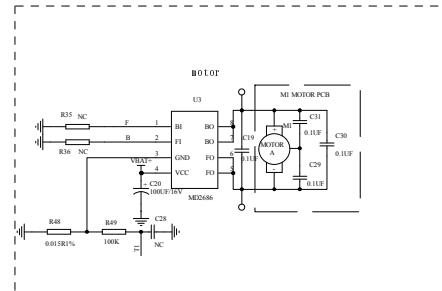 motor
U3
M1 MOTOR PCB
R35 NC F 1 BI BO 8
R36 NC B 2 FI BO 7
3 GND FO 6
4 VCC FO 5
VBAT+
C20
100UF/16V
MD2686
C19
0.1UF
M1
+
MOTOR
A
-
C31
0.1UF
C30
0.1UF
C29
0.1UF
R48
0.015R1%
R49
100K
C28
NC
T1